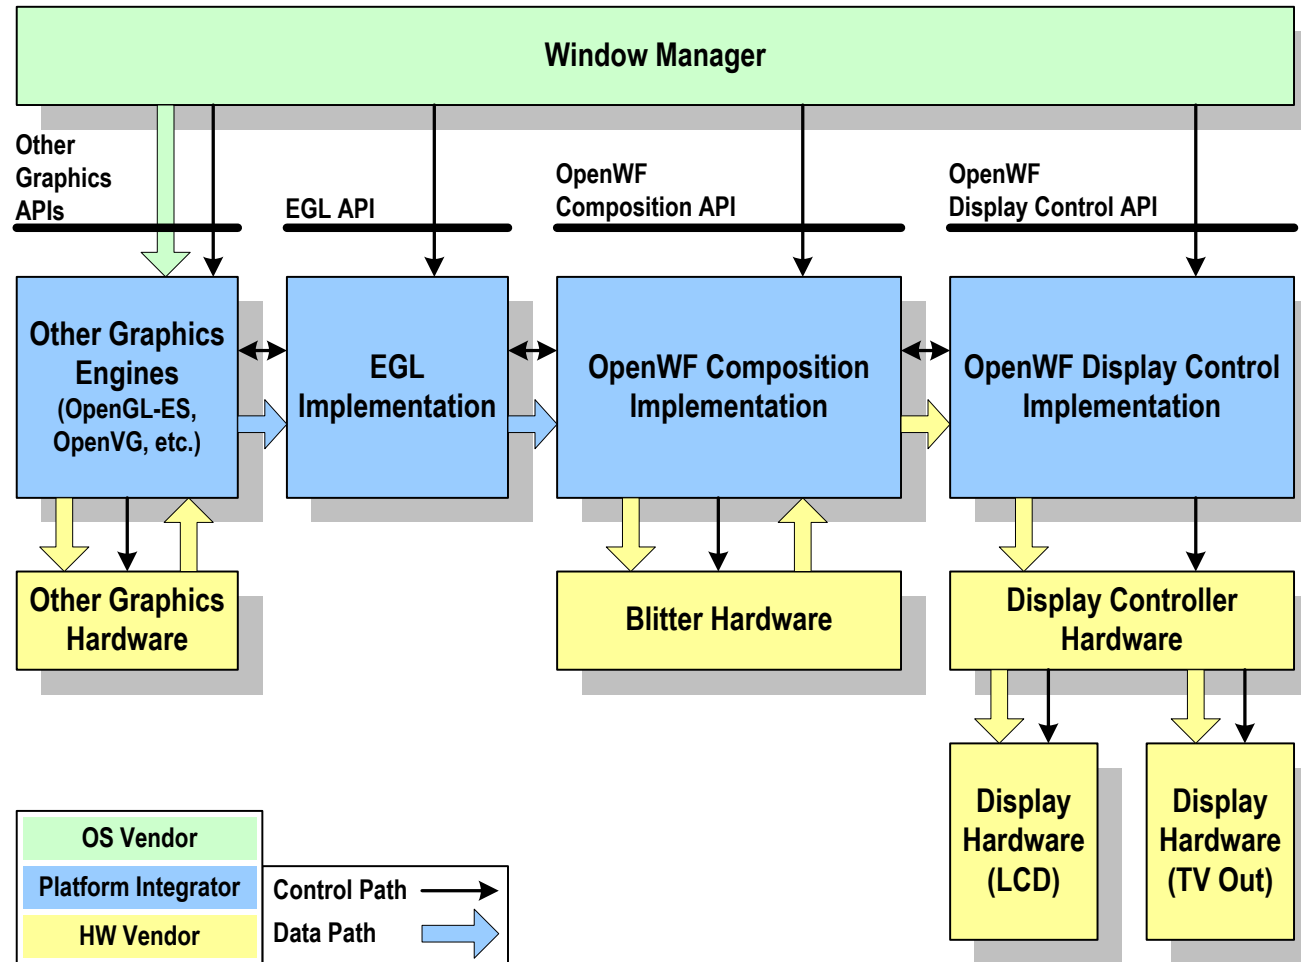 Window Manager
Other
Graphics
APIs
EGL API
OpenWF
Composition API
OpenWF
Display Control API
Other Graphics
Engines
(OpenGL-ES,
OpenVG, etc.)
EGL
Implementation
OpenWF Composition
Implementation
OpenWF Display Control
Implementation
Other Graphics
Hardware
Blitter Hardware
Display Controller
Hardware
Display
Hardware
(LCD)
Display
Hardware
(TV Out)
OS Vendor
Platform Integrator
HW Vendor
Control Path
Data Path